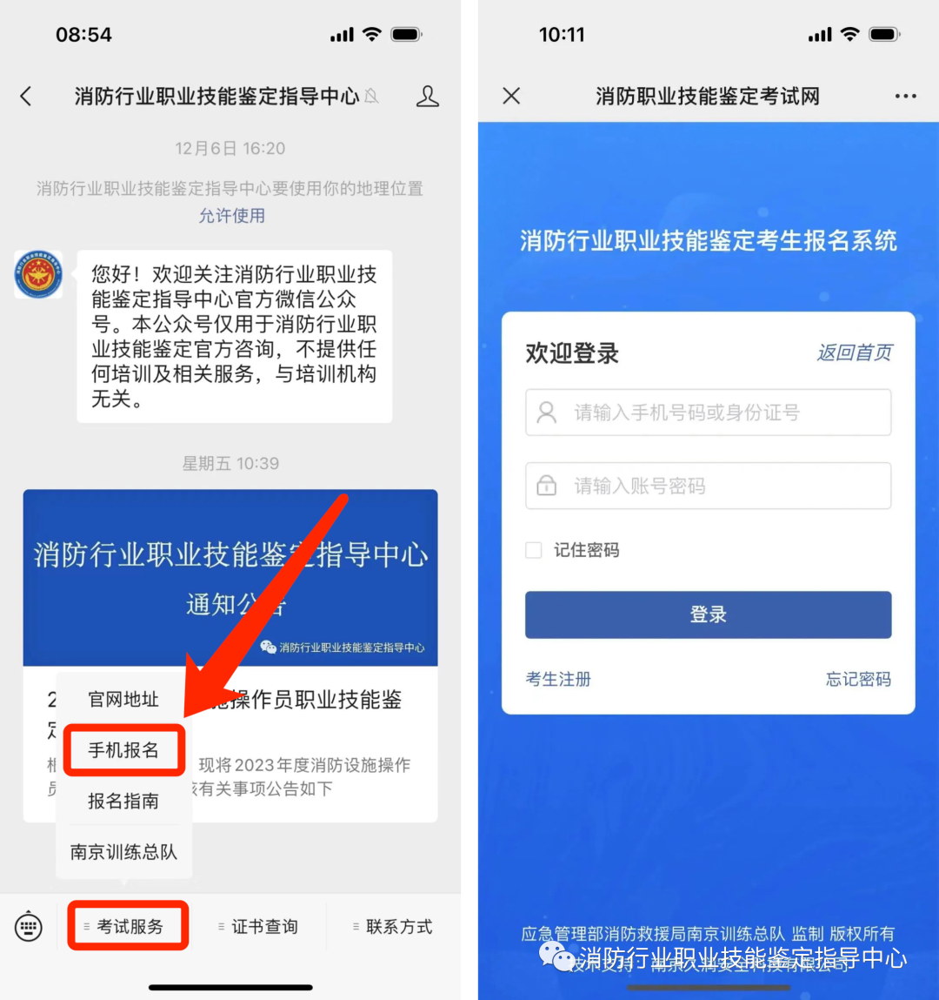 08:54
消防行业职业技能鉴定指导中心
12月6日 16:20
消防行业职业技能鉴定指导中心要使用你的地理位置
允许使用
您好！欢迎关注消防行业职业技
能鉴定指导中心官方微信公众
号。本公众号仅用于消防行业职
业技能鉴定官方咨询，不提供任
何培训及相关服务，与培训机构
无关。
星期五 10:39
消防行业职业技能鉴定指导中心
通知公告
消防行业职业技能鉴定指导中心
2
施操作员职业技能鉴
定
现将2023年度消防设施操作
员
有关事项公告如下
官网地址
手机报名
报名指南
南京训练总队
考试服务
证书查询
联系方式
10:11
消防职业技能鉴定考试网
消防行业职业技能鉴定考生报名系统
欢迎登录
返回首页
请输入手机号码或身份证号
请输入账号密码
记住密码
登录
考生注册
忘记密码
应急管理部消防救援局南京训练总队 监制 版权所有
消防行业职业技能鉴定指导中心